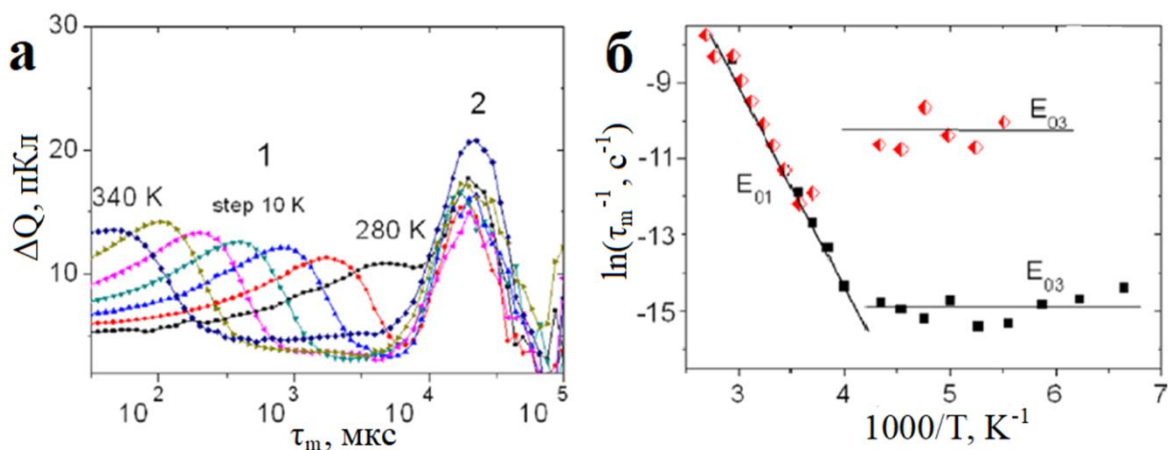 а
30
20
10
ΔQ, пКл
1
2
340 K
step 10 K
280 K
10²
10³
10⁴
10⁵
τm, мкс
б
-9
-11
-13
-15
ln(τm⁻¹, с⁻¹)
E01
E03
E03
3
4
5
6
7
1000/T, K⁻¹